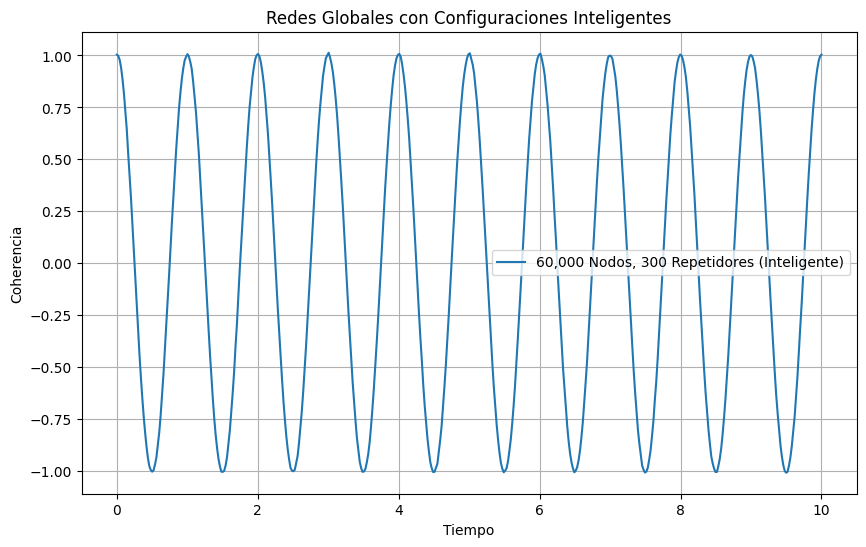 Redes Globales con Configuraciones Inteligentes
1.00
0.75
0.50
0.25
0.00
−0.25
−0.50
−0.75
−1.00
Coherencia
60,000 Nodos, 300 Repetidores (Inteligente)
0 2 4 6 8 10
Tiempo